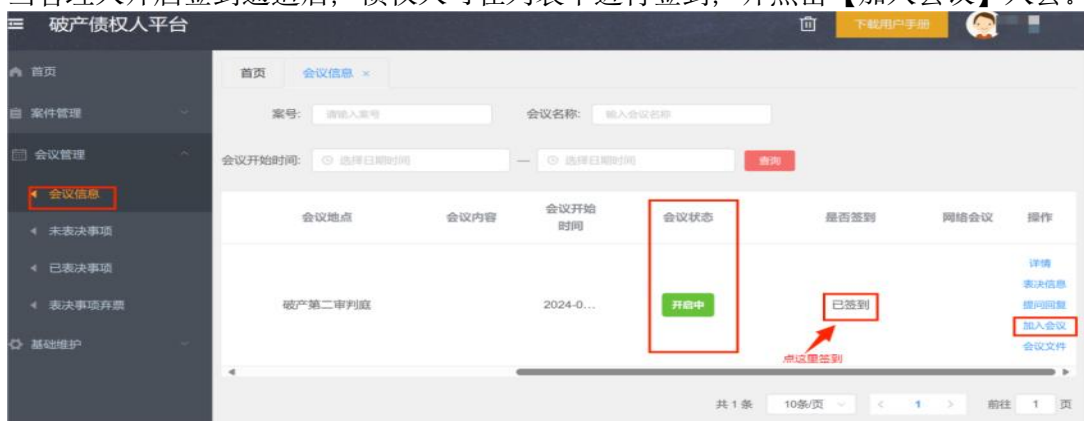 当管理人开启签到通道后，债权人可在列表中进行签到，并点击【加入会议】入会。
破产债权人平台
下载用户手册
首页
案件管理
会议管理
会议信息
未表决事项
已表决事项
表决事项弃票
基础维护
首页 会议信息 ×
案号: 请输入案号 会议名称: 输入会议名称
会议开始时间: 选择日期时间 — 选择日期时间 查询
会议地点 会议内容 会议开始时间 会议状态 是否签到 网络会议 操作
破产第二审判庭 2024-0... 开启中 已签到
详情
表决信息
提问回复
加入会议
会议文件
点这里签到
共 1 条 10条/页 < 1 > 前往 1 页